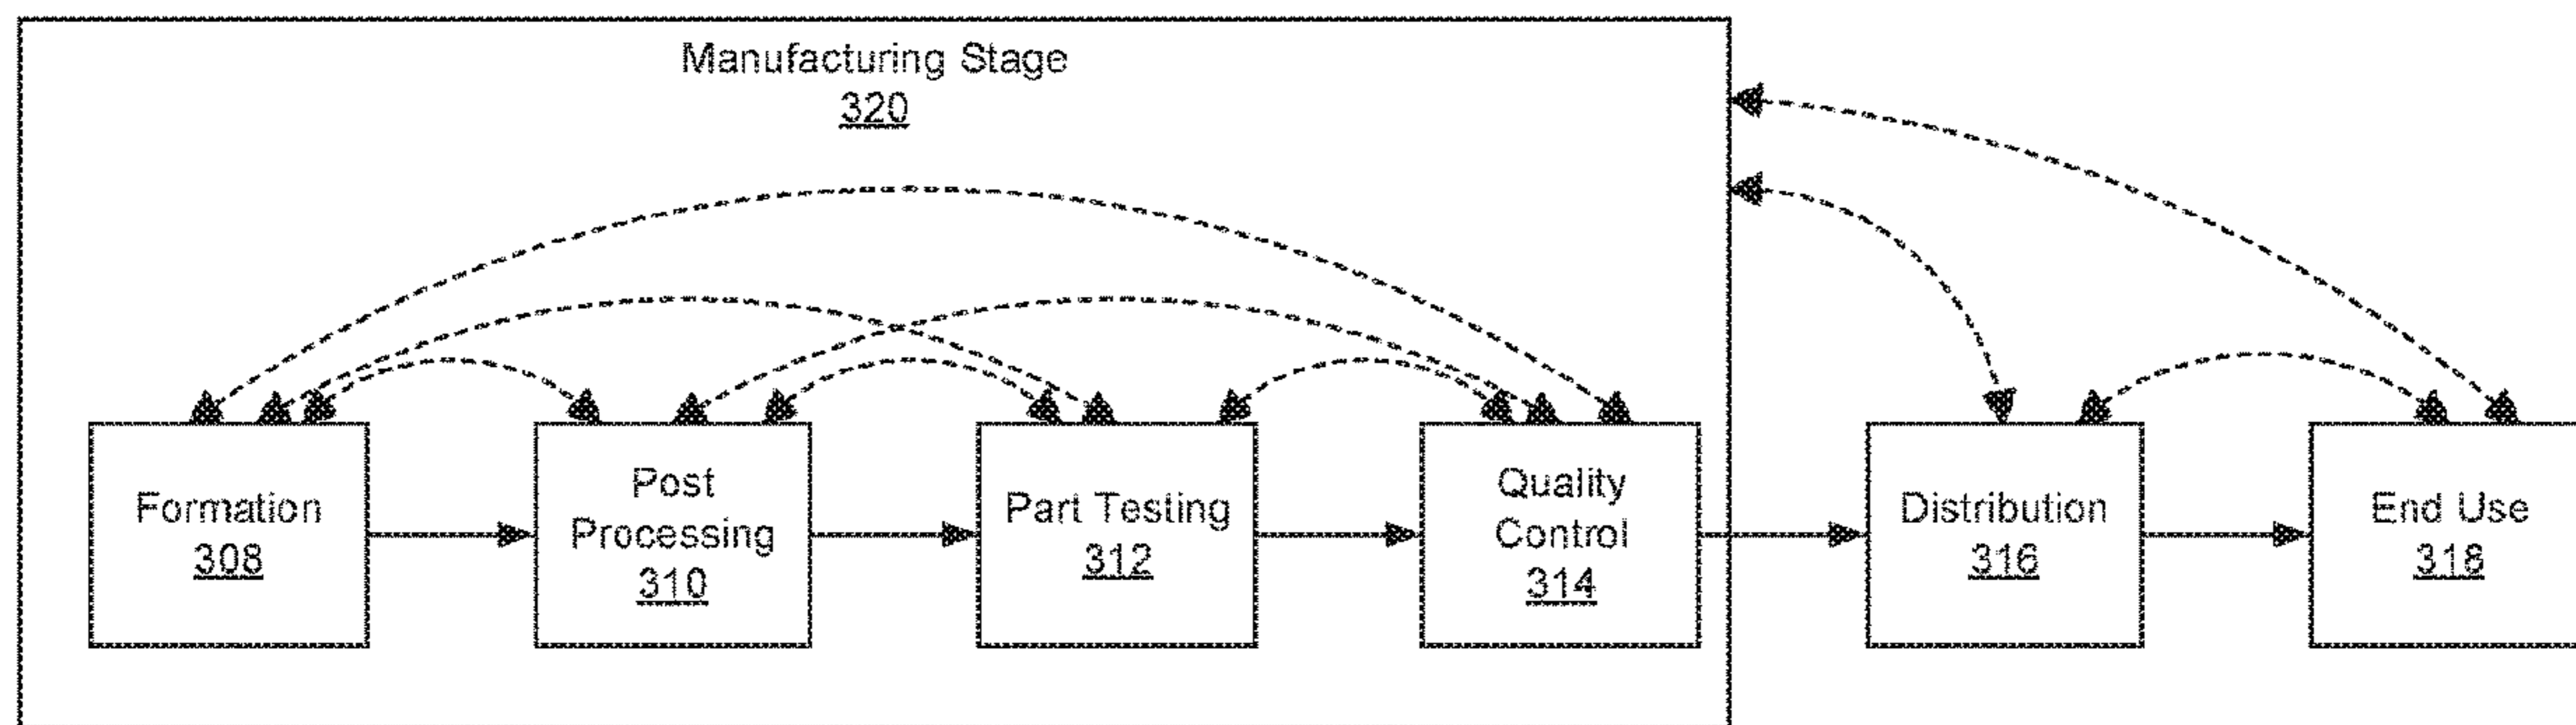 Manufacturing Stage
320
Formation
308
Post
Processing
310
Part Testing
312
Quality
Control
314
Distribution
316
End Use
318